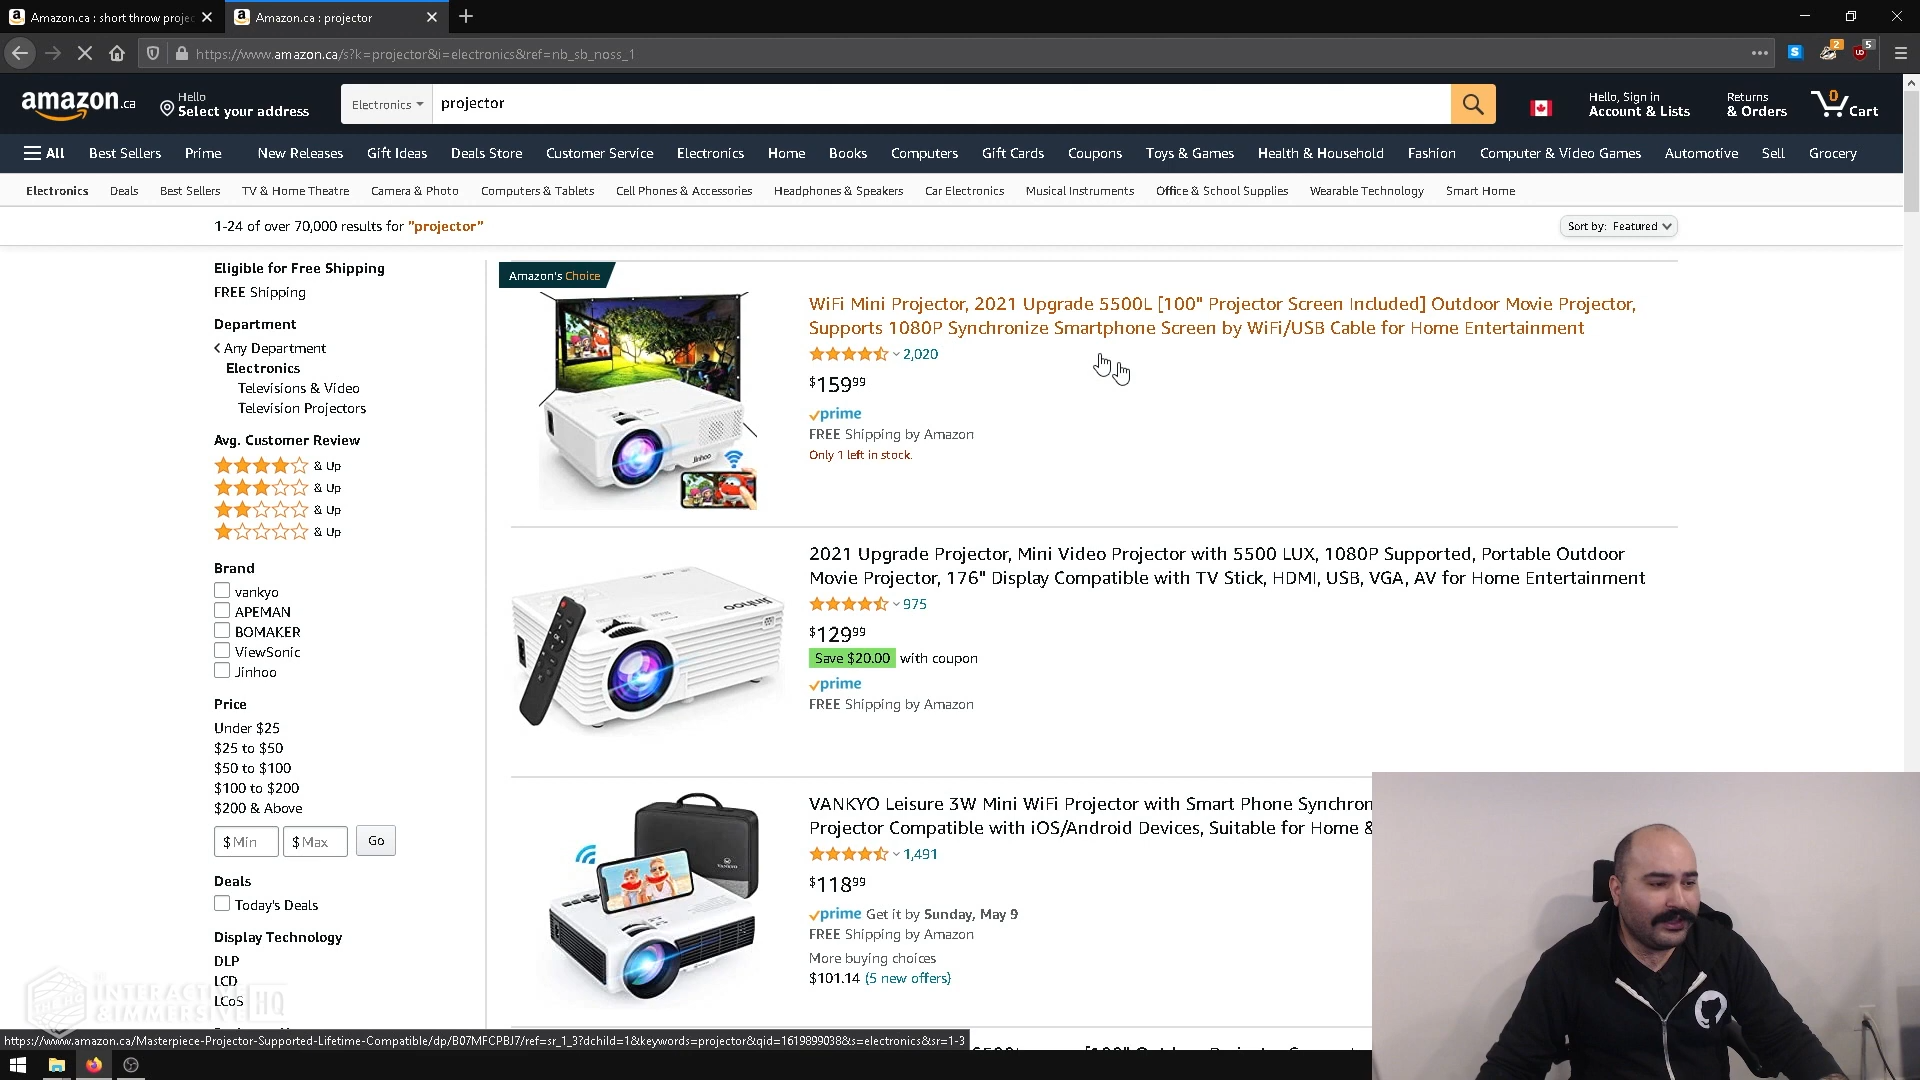 Amazon.ca : short throw projec
Amazon.ca : projector
https://www.amazon.ca/s?k=projector&i=electronics&ref=nb_sb_noss_1
2
5
amazon.ca
Hello
Select your address
Electronics
projector
Hello, Sign in
Account & Lists
Returns
& Orders
0
Cart
All
Best Sellers
Prime
New Releases
Gift Ideas
Deals Store
Customer Service
Electronics
Home
Books
Computers
Gift Cards
Coupons
Toys & Games
Health & Household
Fashion
Computer & Video Games
Automotive
Sell
Grocery
Electronics
Deals
Best Sellers
TV & Home Theatre
Camera & Photo
Computers & Tablets
Cell Phones & Accessories
Headphones & Speakers
Car Electronics
Musical Instruments
Office & School Supplies
Wearable Technology
Smart Home
1-24 of over 70,000 results for "projector"
Sort by: Featured
Eligible for Free Shipping
FREE Shipping
Department
Any Department
Electronics
Televisions & Video
Television Projectors
Avg. Customer Review
& Up
& Up
& Up
& Up
Brand
vankyo
APEMAN
BOMAKER
ViewSonic
Jinhoo
Price
Under $25
$25 to $50
$50 to $100
$100 to $200
$200 & Above
$ Min
$ Max
Go
Deals
Today's Deals
Display Technology
DLP
LCD
LCoS
Amazon's Choice
WiFi Mini Projector, 2021 Upgrade 5500L [100" Projector Screen Included] Outdoor Movie Projector,
Supports 1080P Synchronize Smartphone Screen by WiFi/USB Cable for Home Entertainment
2,020
$159 99
prime
FREE Shipping by Amazon
Only 1 left in stock.
Jinhoo
2021 Upgrade Projector, Mini Video Projector with 5500 LUX, 1080P Supported, Portable Outdoor
Movie Projector, 176" Display Compatible with TV Stick, HDMI, USB, VGA, AV for Home Entertainment
975
$129 99
Save $20.00 with coupon
prime
FREE Shipping by Amazon
Jinhoo
VANKYO Leisure 3W Mini WiFi Projector with Smart Phone Synchron
Projector Compatible with iOS/Android Devices, Suitable for Home &
1,491
$118 99
prime Get it by Sunday, May 9
FREE Shipping by Amazon
More buying choices
$101.14 (5 new offers)
INTERACTIVE
& IMMERSIVE
HQ
https://www.amazon.ca/Masterpiece-Projector-Supported-Lifetime-Compatible/dp/B07MFCPBJ7/ref=sr_1_3?dchild=1&keywords=projector&qid=1619899038&s=electronics&sr=1-3